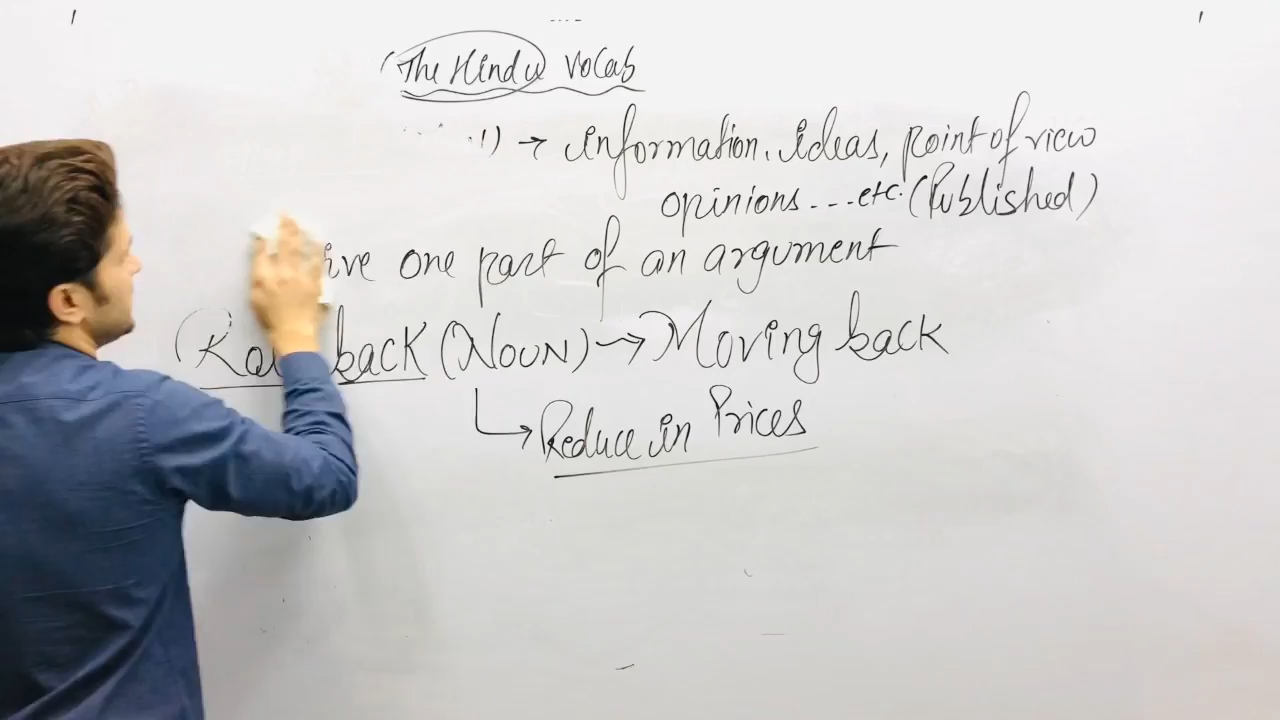 The Hindu Vocab
→ information, ideas, point of view
opinions ... etc. (Published)
one part of an argument
back (NOUN) → Moving back
Reduce in Prices